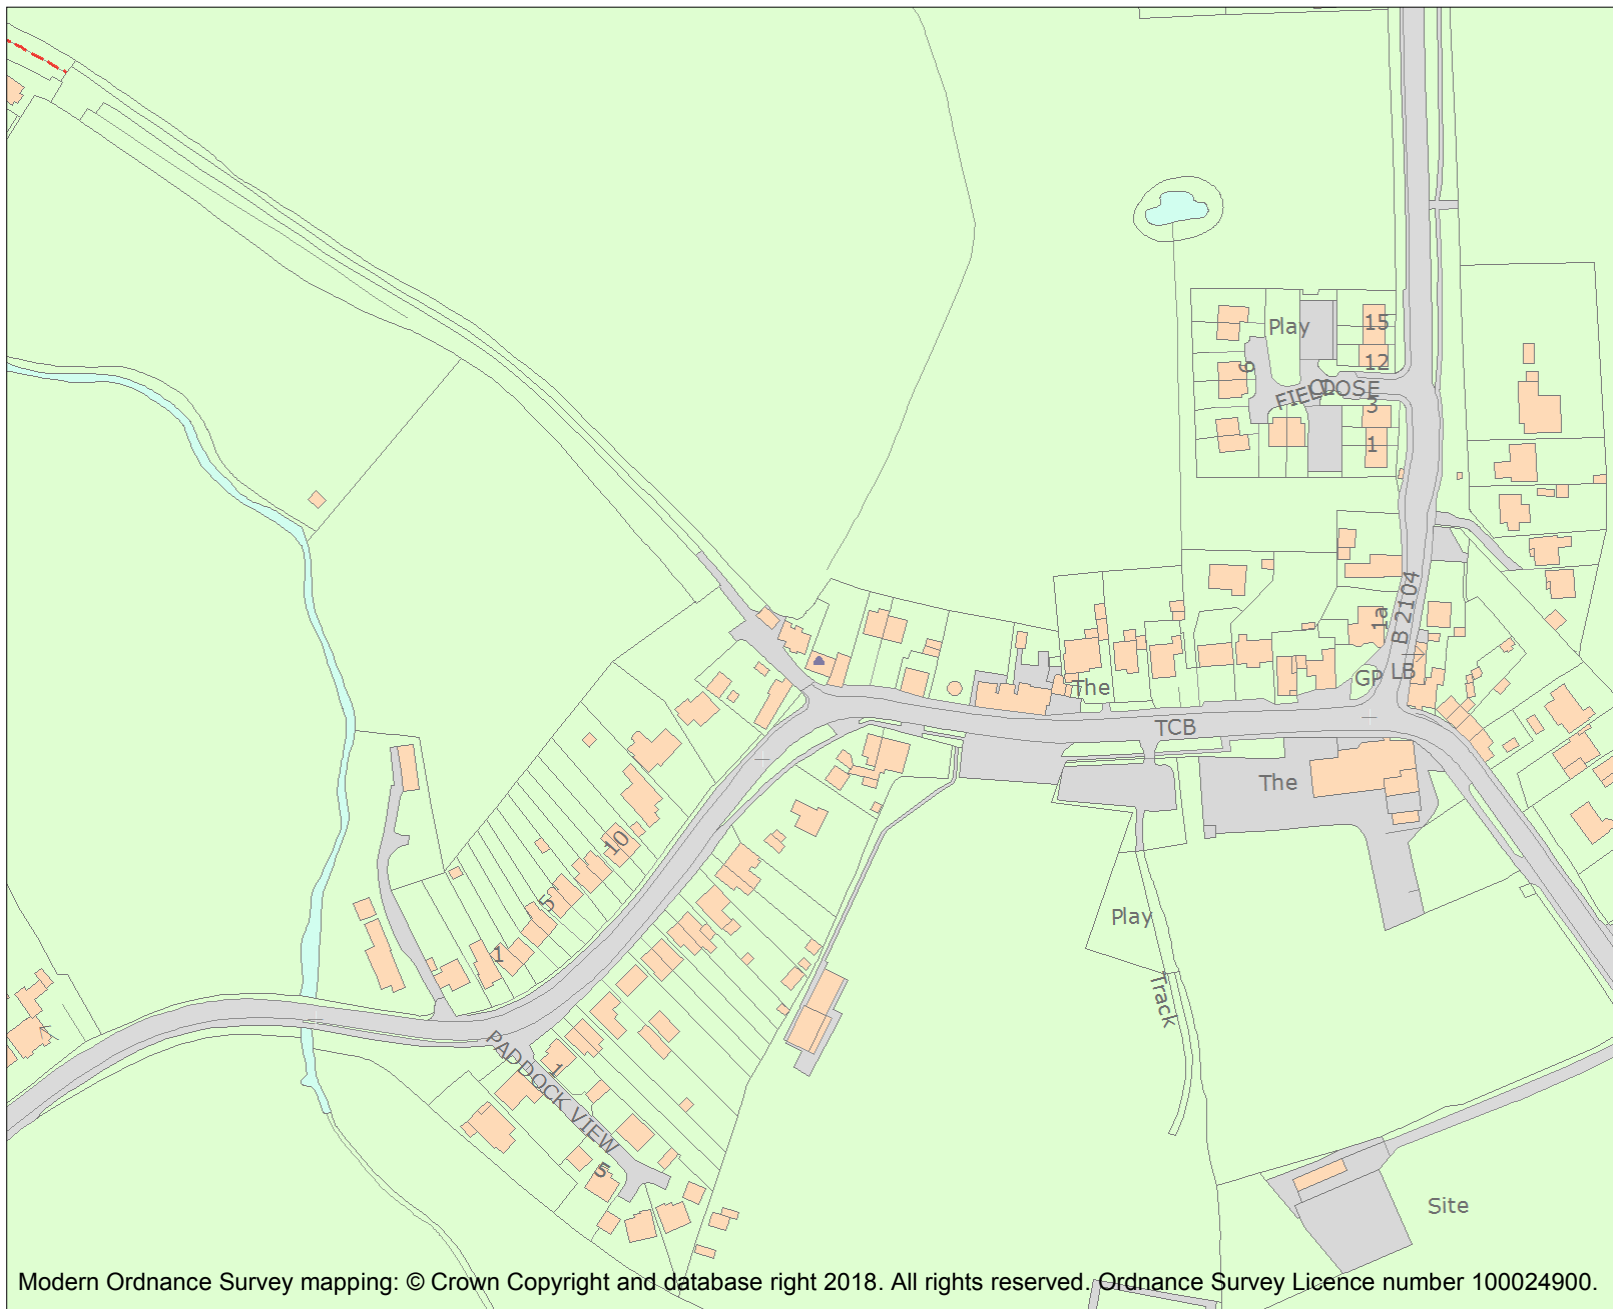 Play
15
12
6
FIELD
CLOSE
3
1
B 2104
1a
GP
LB
The
TCB
The
10
5
1
Play
Track
PADDOCK VIEW
1
5
Site
Modern Ordnance Survey mapping: © Crown Copyright and database right 2018. All rights reserved. Ordnance Survey Licence number 100024900.